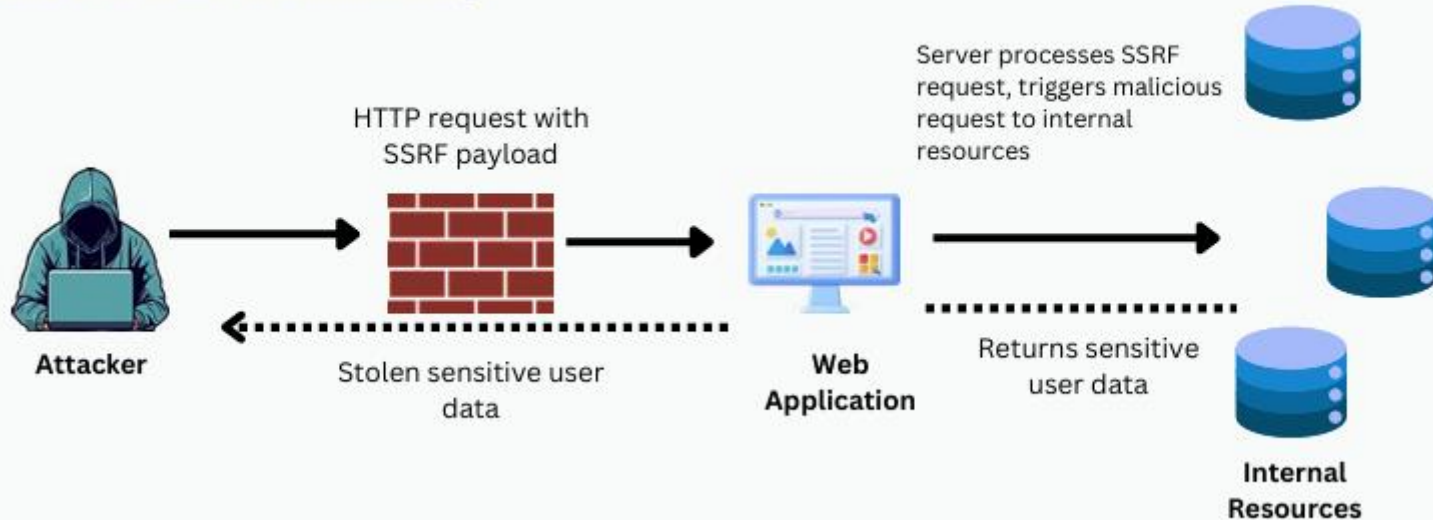 Server processes SSRF
request, triggers malicious
request to internal
resources
HTTP request with
SSRF payload
Attacker
Stolen sensitive user
data
Web
Application
Returns sensitive
user data
Internal
Resources